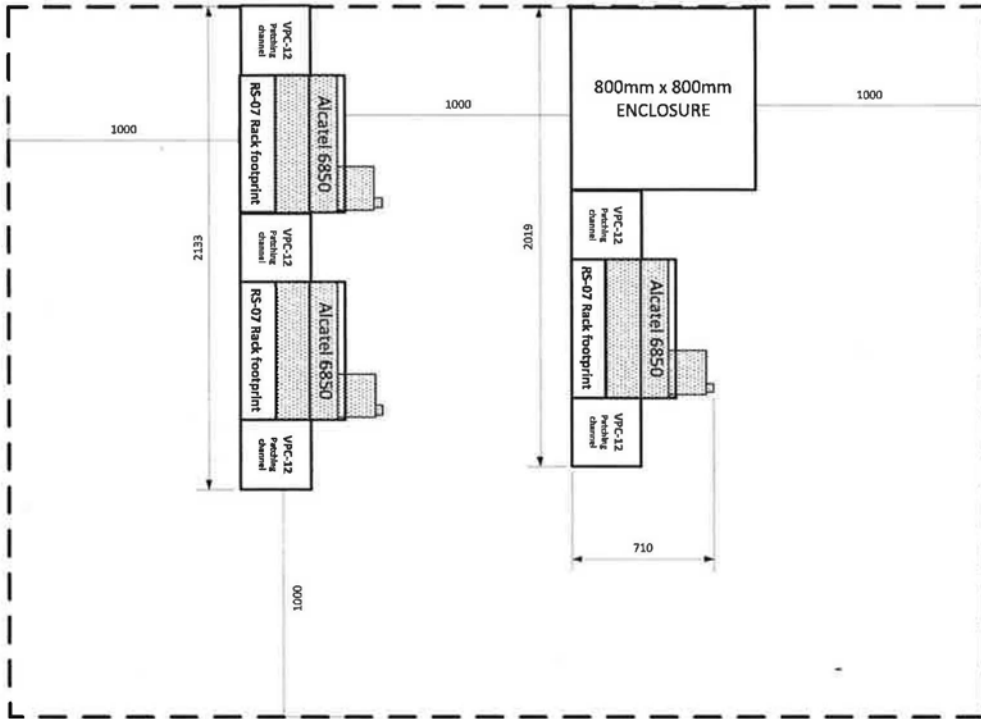 VPC-12
Patching
channel
RS-07 Rack footprint
Alcatel 6850
VPC-12
Patching
channel
RS-07 Rack footprint
Alcatel 6850
VPC-12
Patching
channel
1000
2133
1000
1000
800mm x 800mm
ENCLOSURE
1000
2019
VPC-12
Patching
channel
RS-07 Rack footprint
Alcatel 6850
VPC-12
Patching
channel
710